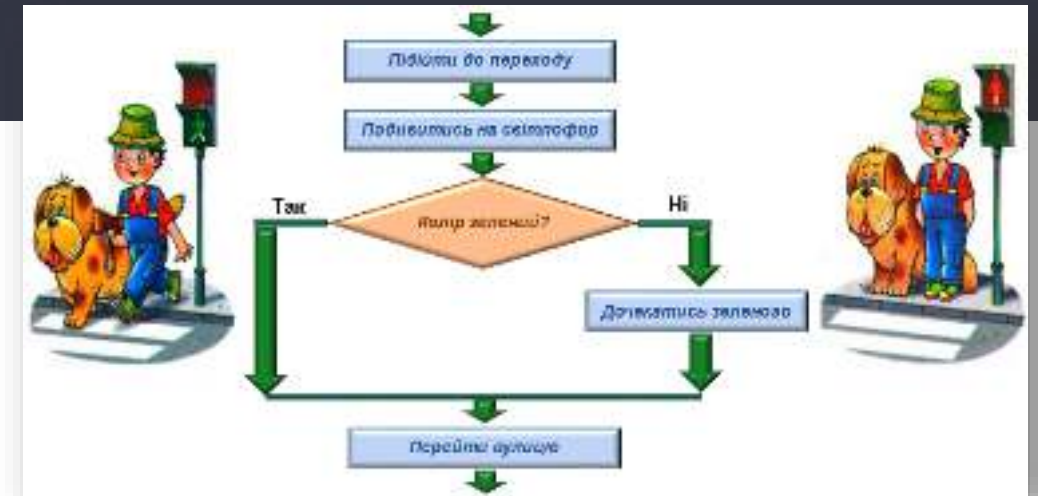 Підійти до переходу
Подивитись на світлофор
Так
Ні
Колір зелений?
Дочекатись зеленого
Перейти вулицю